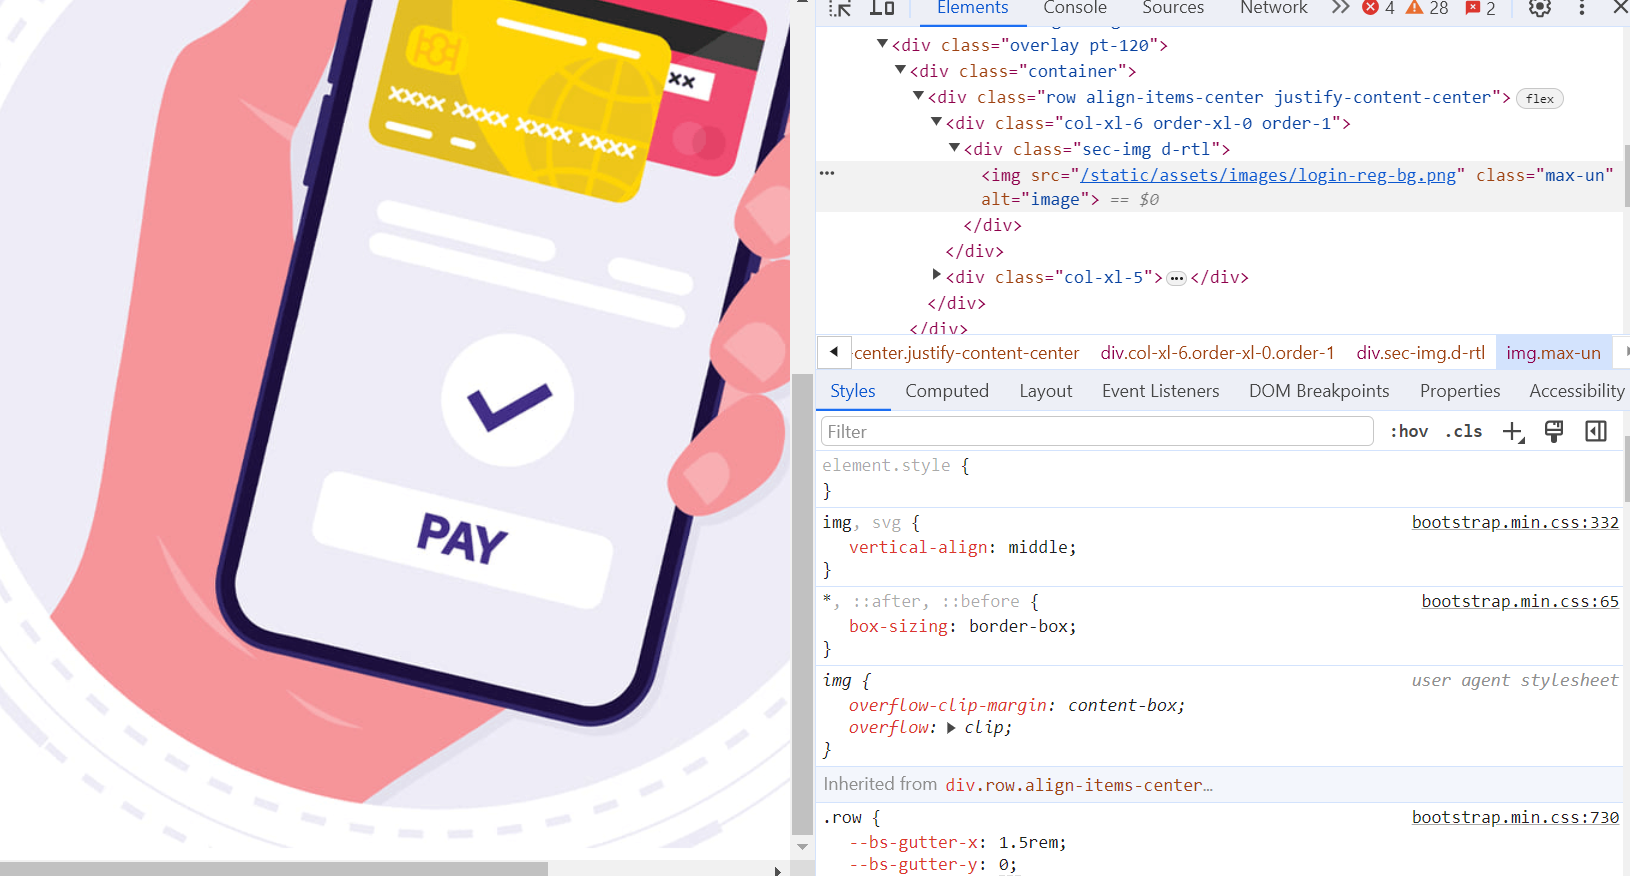 xx
xxxx xxxx xxxx xxxx
PAY
Elements Console Sources Network 4 28 2
<div class="overlay pt-120">
<div class="container">
<div class="row align-items-center justify-content-center"> flex
<div class="col-xl-6 order-xl-0 order-1">
<div class="sec-img d-rtl">
<img src="/static/assets/images/login-reg-bg.png" class="max-un"
alt="image"> == $0
</div>
</div>
<div class="col-xl-5"> ••• </div>
</div>
</div>
-center.justify-content-center div.col-xl-6.order-xl-0.order-1 div.sec-img.d-rtl img.max-un
Styles Computed Layout Event Listeners DOM Breakpoints Properties Accessibility
Filter :hov .cls
element.style {
}
img, svg { bootstrap.min.css:332
vertical-align: middle;
}
*, ::after, ::before { bootstrap.min.css:65
box-sizing: border-box;
}
img { user agent stylesheet
overflow-clip-margin: content-box;
overflow: clip;
}
Inherited from div.row.align-items-center…
.row { bootstrap.min.css:730
--bs-gutter-x: 1.5rem;
--bs-gutter-y: 0;